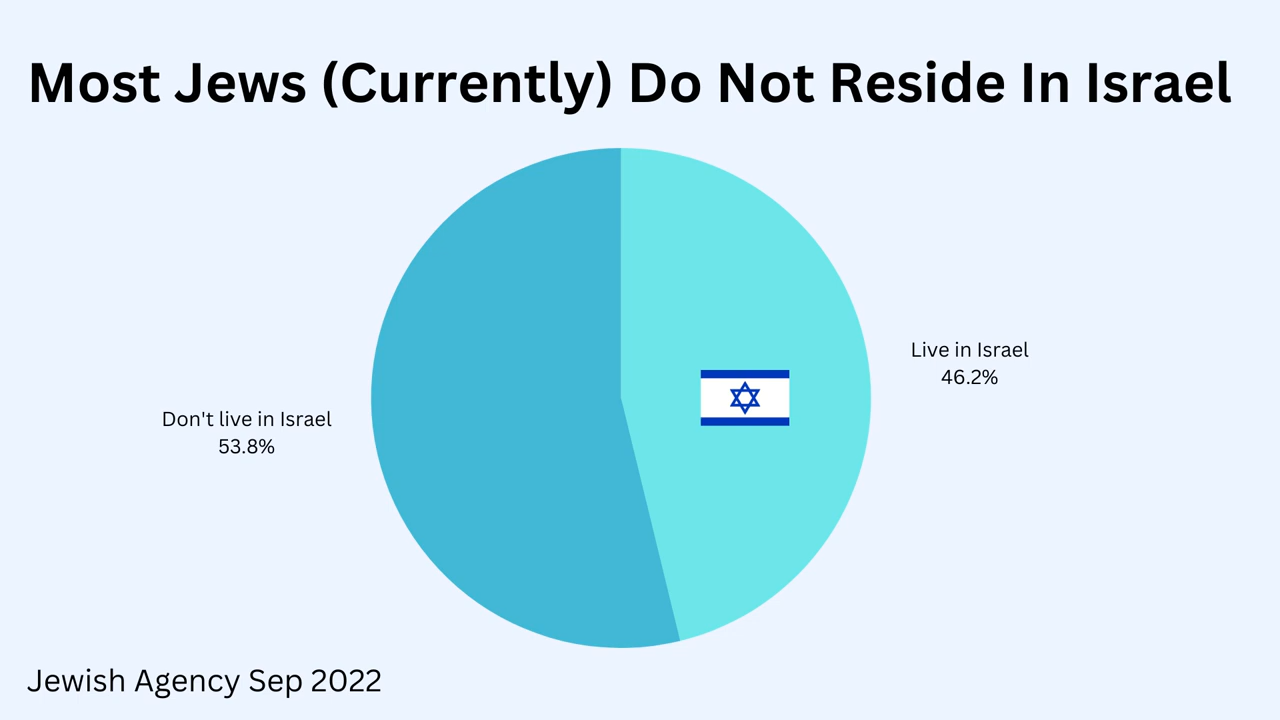 Most Jews (Currently) Do Not Reside In Israel
Live in Israel
46.2%
Don't live in Israel
53.8%
Jewish Agency Sep 2022